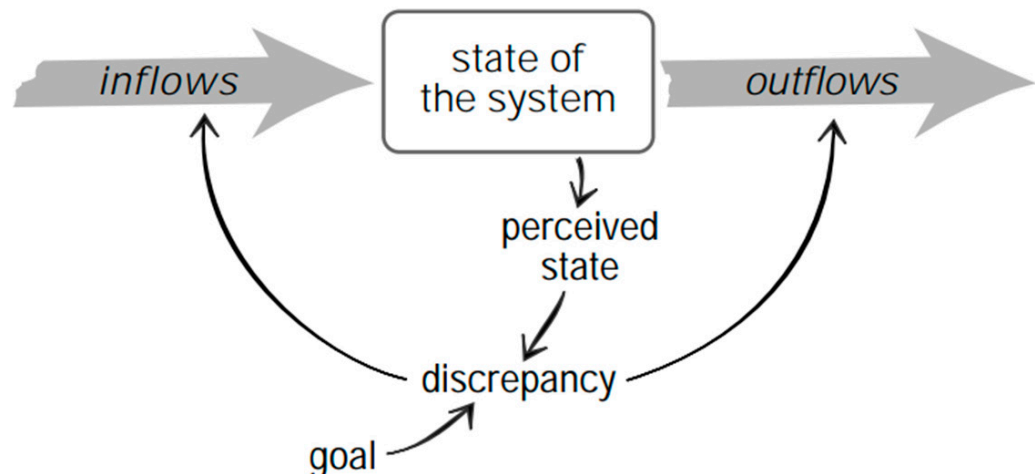 inflows
state of
the system
outflows
perceived
state
discrepancy
goal